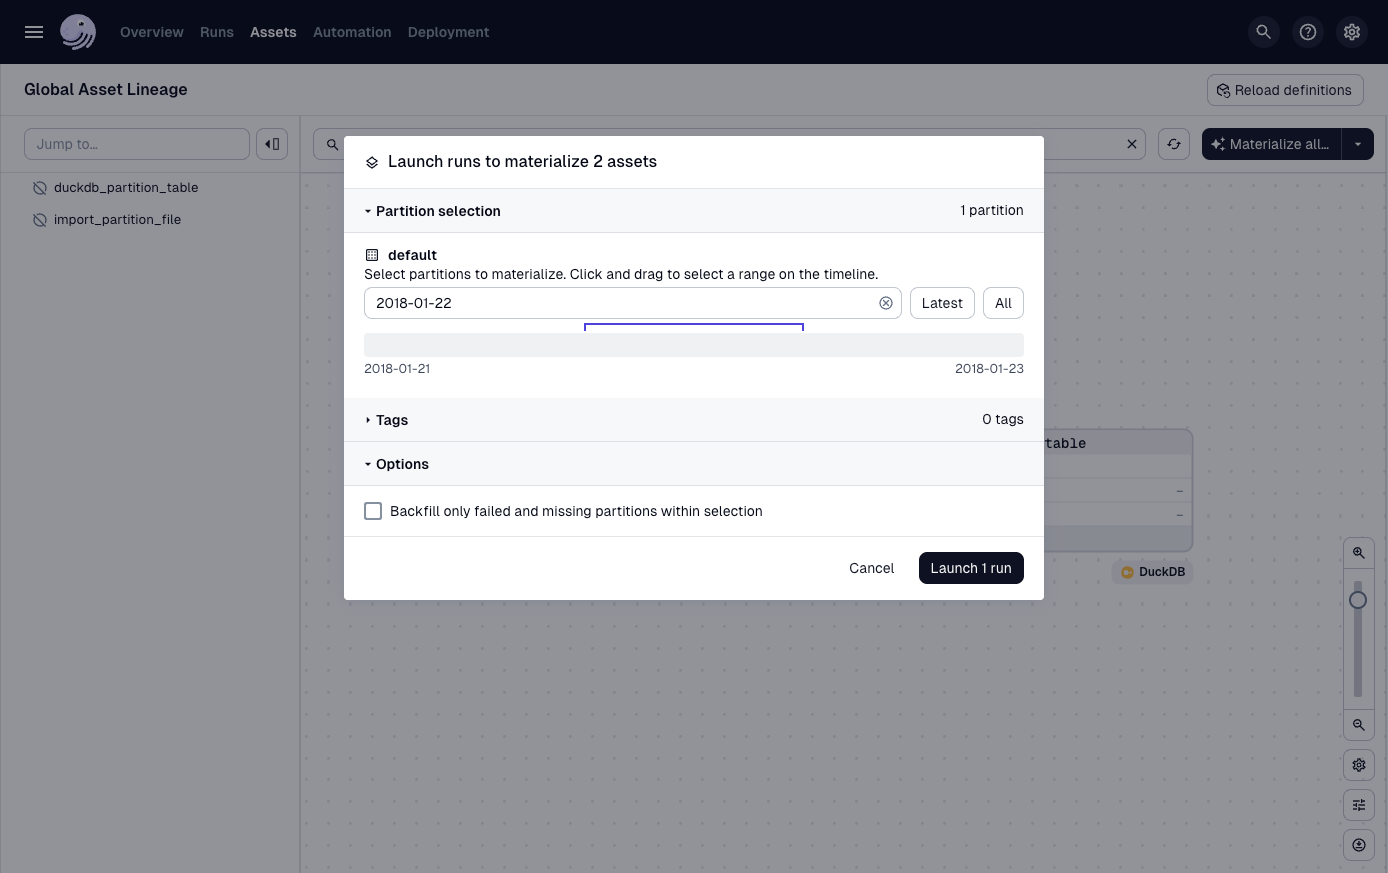 Overview Runs Assets Automation Deployment
Global Asset Lineage
Reload definitions
Jump to…
Materialize all…
duckdb_partition_table
import_partition_file
Launch runs to materialize 2 assets
Partition selection
1 partition
default
Select partitions to materialize. Click and drag to select a range on the timeline.
2018-01-22
Latest
All
2018-01-21
2018-01-23
Tags
0 tags
table
Options
–
–
Backfill only failed and missing partitions within selection
Cancel
Launch 1 run
DuckDB